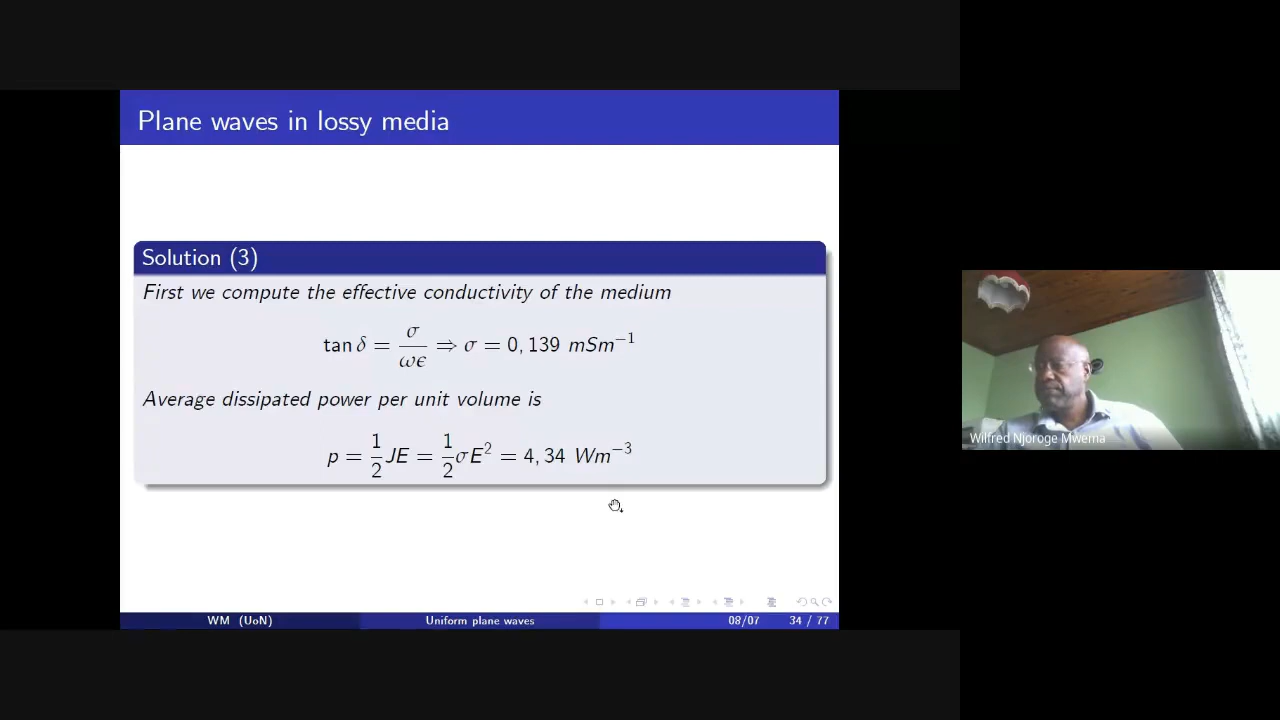 Plane waves in lossy media
Solution (3)
First we compute the effective conductivity of the medium
tan δ = σ/ωϵ ⇒ σ = 0, 139 mSm⁻¹
Average dissipated power per unit volume is
p = 1/2 JE = 1/2 σE² = 4, 34 Wm⁻³
Wilfred Njoroge Mwema
WM (UoN) Uniform plane waves 08/07 34 / 77